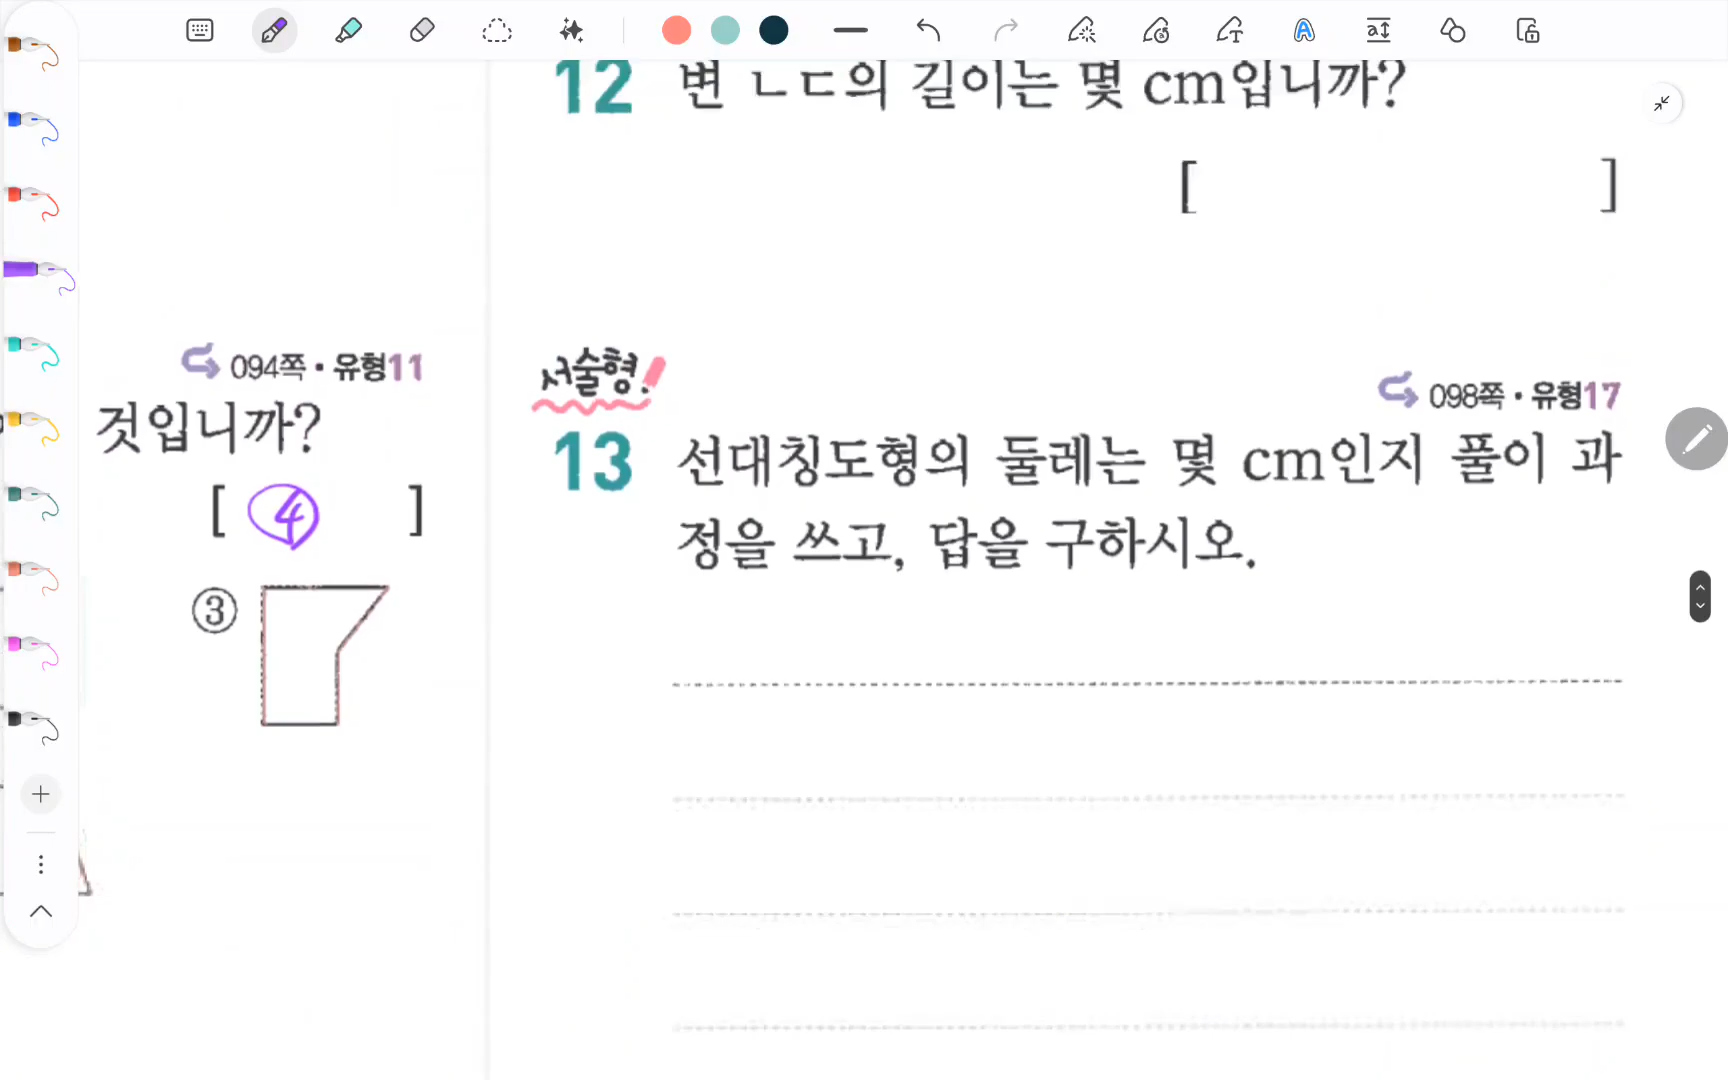 094쪽 • 유형11
것입니까?
[ ④ ]
③
12 변 ㄴㄷ의 길이는 몇 cm입니까?
[ ]
서술형!
098쪽 • 유형17
13 선대칭도형의 둘레는 몇 cm인지 풀이 과
정을 쓰고, 답을 구하시오.